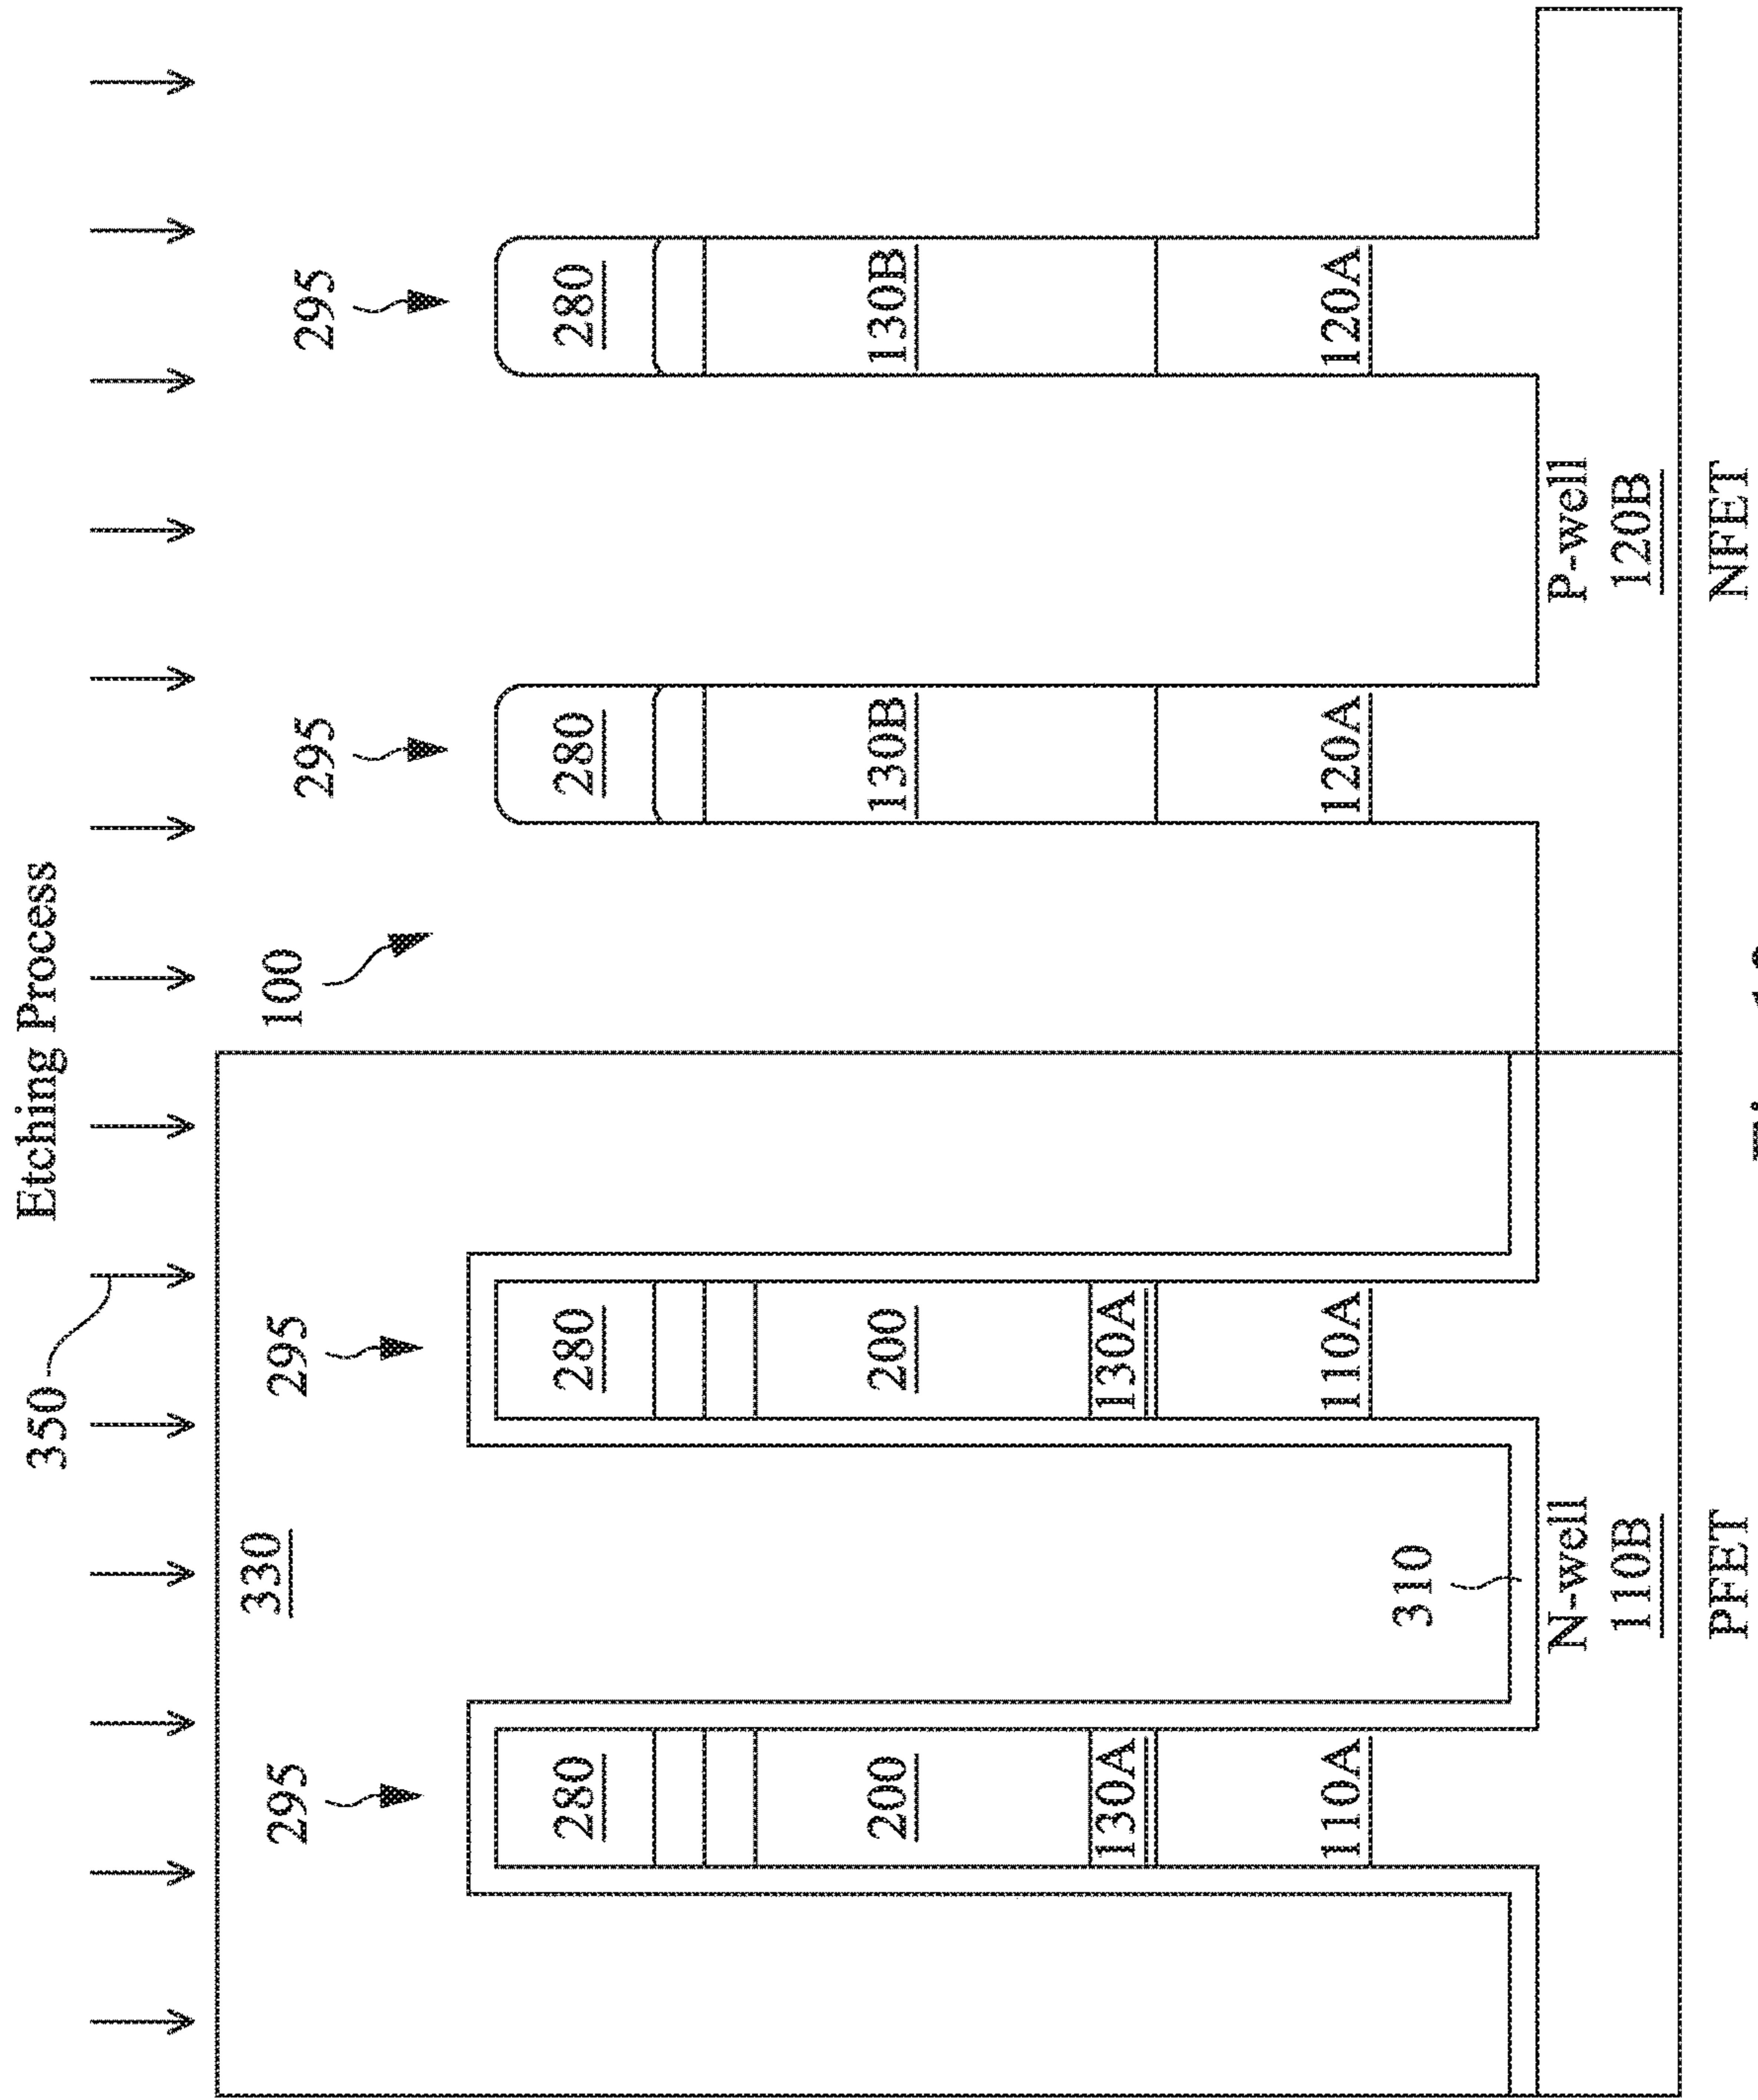 Etching Process
350
100
330
295 295 295 295
280 280 280 280
200 200 130B 130B
130A 130A
110A 110A 120A 120A
310
N-well P-well
110B 120B
PFET NFET